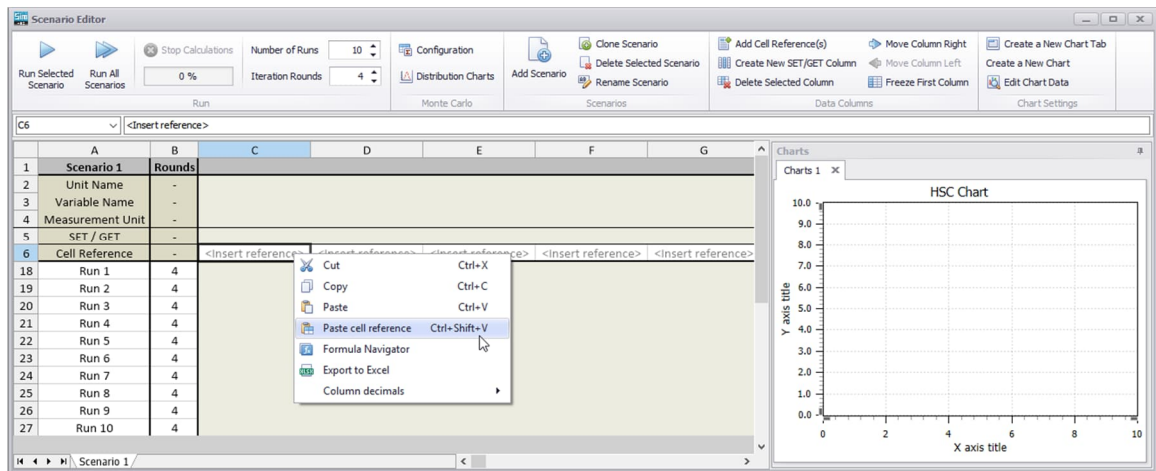 Scenario Editor
Run Selected Scenario
Run All Scenarios
Stop Calculations
0 %
Number of Runs 10
Iteration Rounds 4
Run
Configuration
Distribution Charts
Monte Carlo
Add Scenario
Clone Scenario
Delete Selected Scenario
Rename Scenario
Scenarios
Add Cell Reference(s)
Create New SET/GET Column
Delete Selected Column
Move Column Right
Move Column Left
Freeze First Column
Data Columns
Create a New Chart Tab
Create a New Chart
Edit Chart Data
Chart Settings
C6 <Insert reference>
A B C D E F G
1 Scenario 1 Rounds
2 Unit Name -
3 Variable Name -
4 Measurement Unit -
5 SET / GET -
6 Cell Reference - <Insert reference> <Insert reference> <Insert reference> <Insert reference> <Insert reference>
18 Run 1 4
19 Run 2 4
20 Run 3 4
21 Run 4 4
22 Run 5 4
23 Run 6 4
24 Run 7 4
25 Run 8 4
26 Run 9 4
27 Run 10 4
Cut Ctrl+X
Copy Ctrl+C
Paste Ctrl+V
Paste cell reference Ctrl+Shift+V
Formula Navigator
Export to Excel
Column decimals
Scenario 1
Charts
Charts 1
HSC Chart
Y axis title
10.0
9.0
8.0
7.0
6.0
5.0
4.0
3.0
2.0
1.0
0.0
0 2 4 6 8 10
X axis title